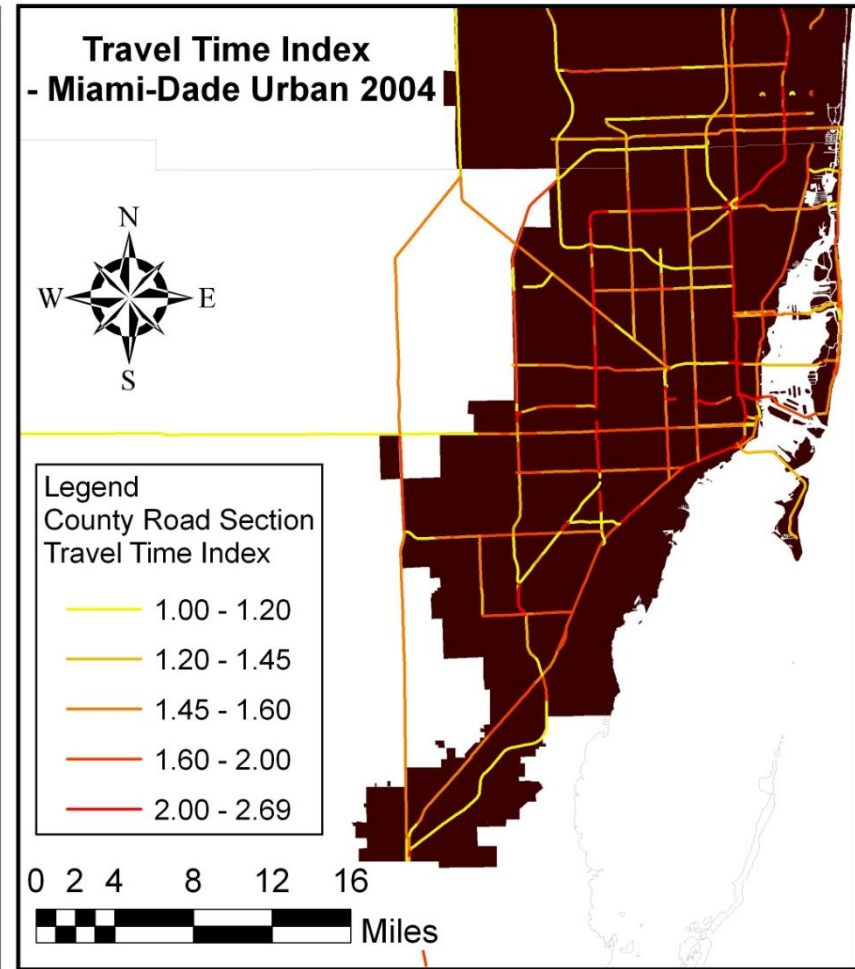 Travel Time Index
- Miami-Dade Urban 2004
N
W E
S
Legend
County Road Section
Travel Time Index
1.00 - 1.20
1.20 - 1.45
1.45 - 1.60
1.60 - 2.00
2.00 - 2.69
0 2 4 8 12 16
Miles